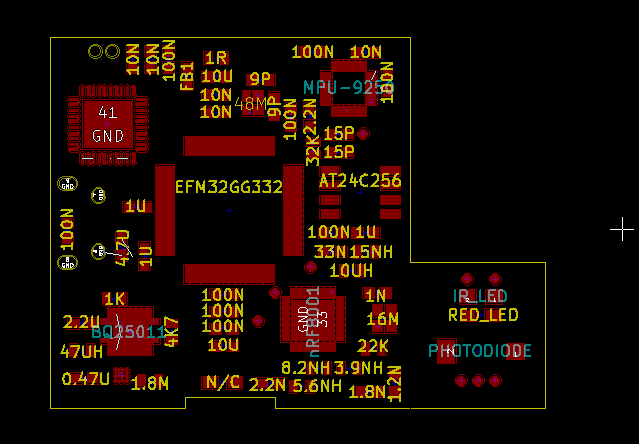 10N
10N
100N
FB1
1R
10U
10N
10N
9P
48M
9P
100N
10N
MPU-9250
100N
100N
2.2N
32K
15P
15P
41
GND
EFM32GG332
AT24C256
100N
1U
4.7U
1U
100N 1U
33N 15NH
10UH
1K
2.2U
BQ25011
4K7
47UH
0.47U
1.8M
100N
100N
100N
10U
GND
33
nRF8001
1N
16M
22K
8.2NH 3.9NH
N/C
2.2N
5.6NH
1.8N
1.2N
IR_LED
RED_LED
PHOTODIODE